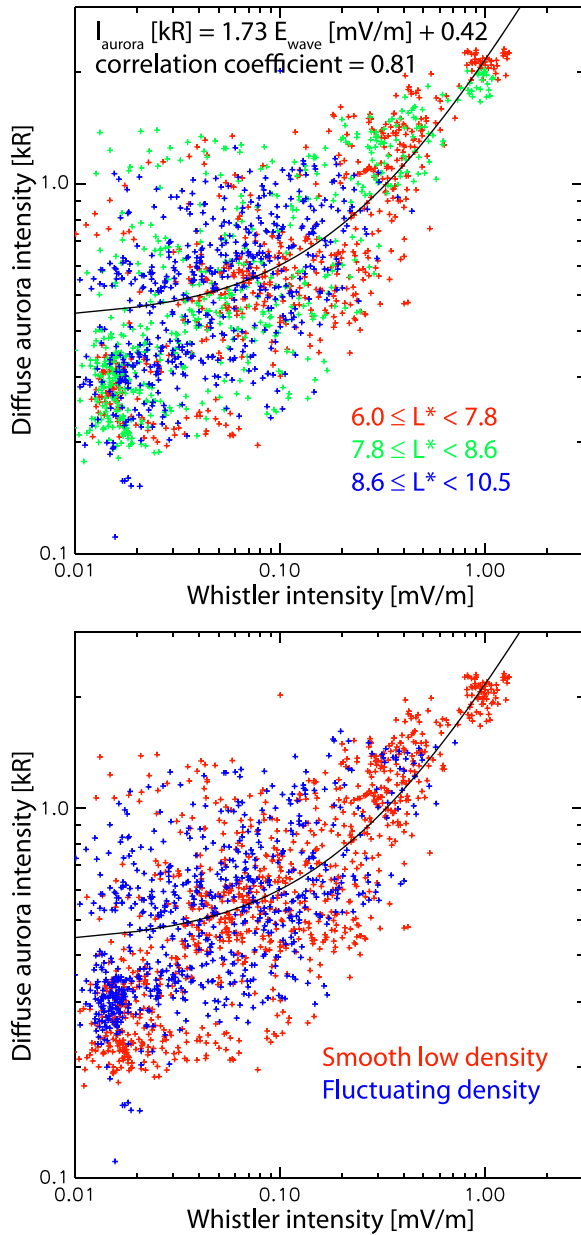 I aurora [kR] = 1.73 E wave [mV/m] + 0.42
correlation coefficient = 0.81
Diffuse aurora intensity [kR]
1.0
0.1
6.0 ≤ L* < 7.8
7.8 ≤ L* < 8.6
8.6 ≤ L* < 10.5
0.01 0.10 1.00
Whistler intensity [mV/m]
Diffuse aurora intensity [kR]
1.0
0.1
Smooth low density
Fluctuating density
0.01 0.10 1.00
Whistler intensity [mV/m]